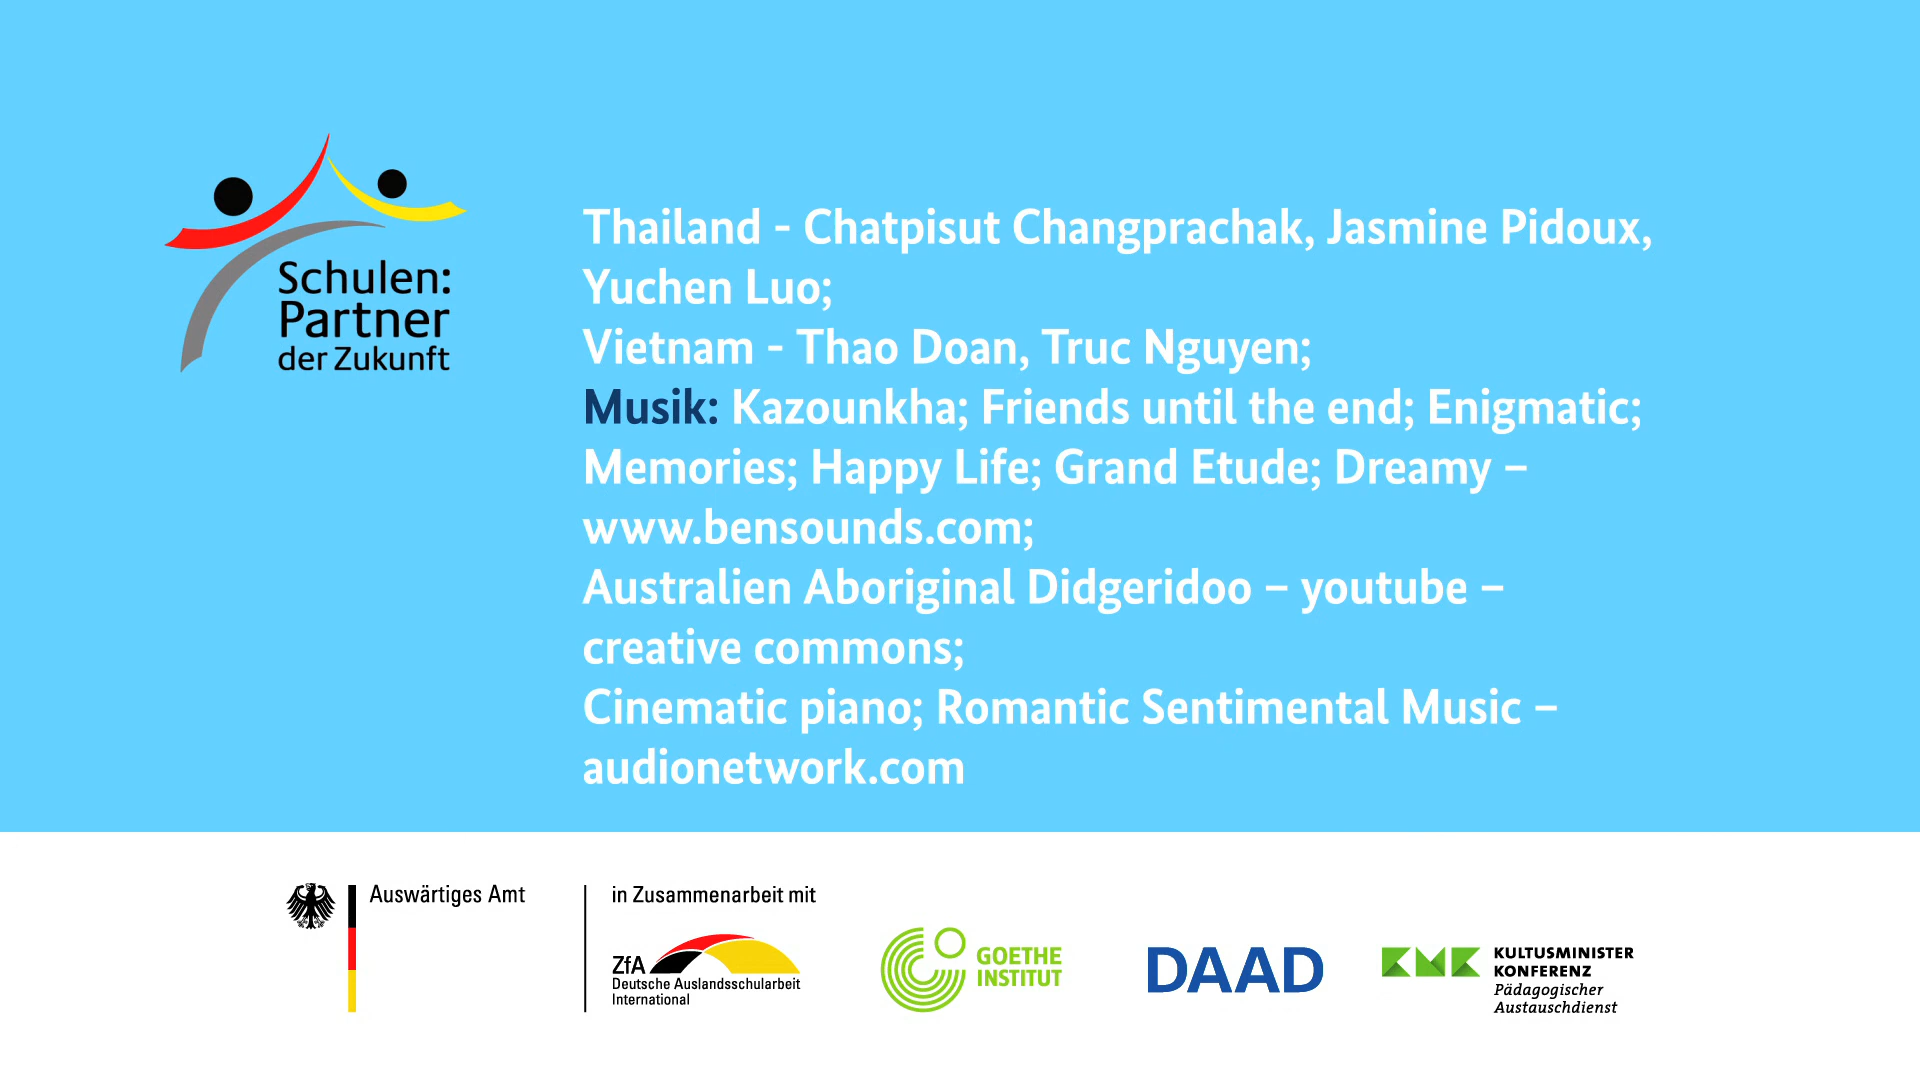 Schulen:
Partner
der Zukunft
Thailand - Chatpisut Changprachak, Jasmine Pidoux,
Yuchen Luo;
Vietnam - Thao Doan, Truc Nguyen;
Musik: Kazounkha; Friends until the end; Enigmatic;
Memories; Happy Life; Grand Etude; Dreamy –
www.bensounds.com;
Australien Aboriginal Didgeridoo – youtube –
creative commons;
Cinematic piano; Romantic Sentimental Music –
audionetwork.com
Auswärtiges Amt
in Zusammenarbeit mit
ZfA
Deutsche Auslandsschularbeit
International
GOETHE
INSTITUT
DAAD
KMK
KULTUSMINISTER
KONFERENZ
Pädagogischer
Austauschdienst